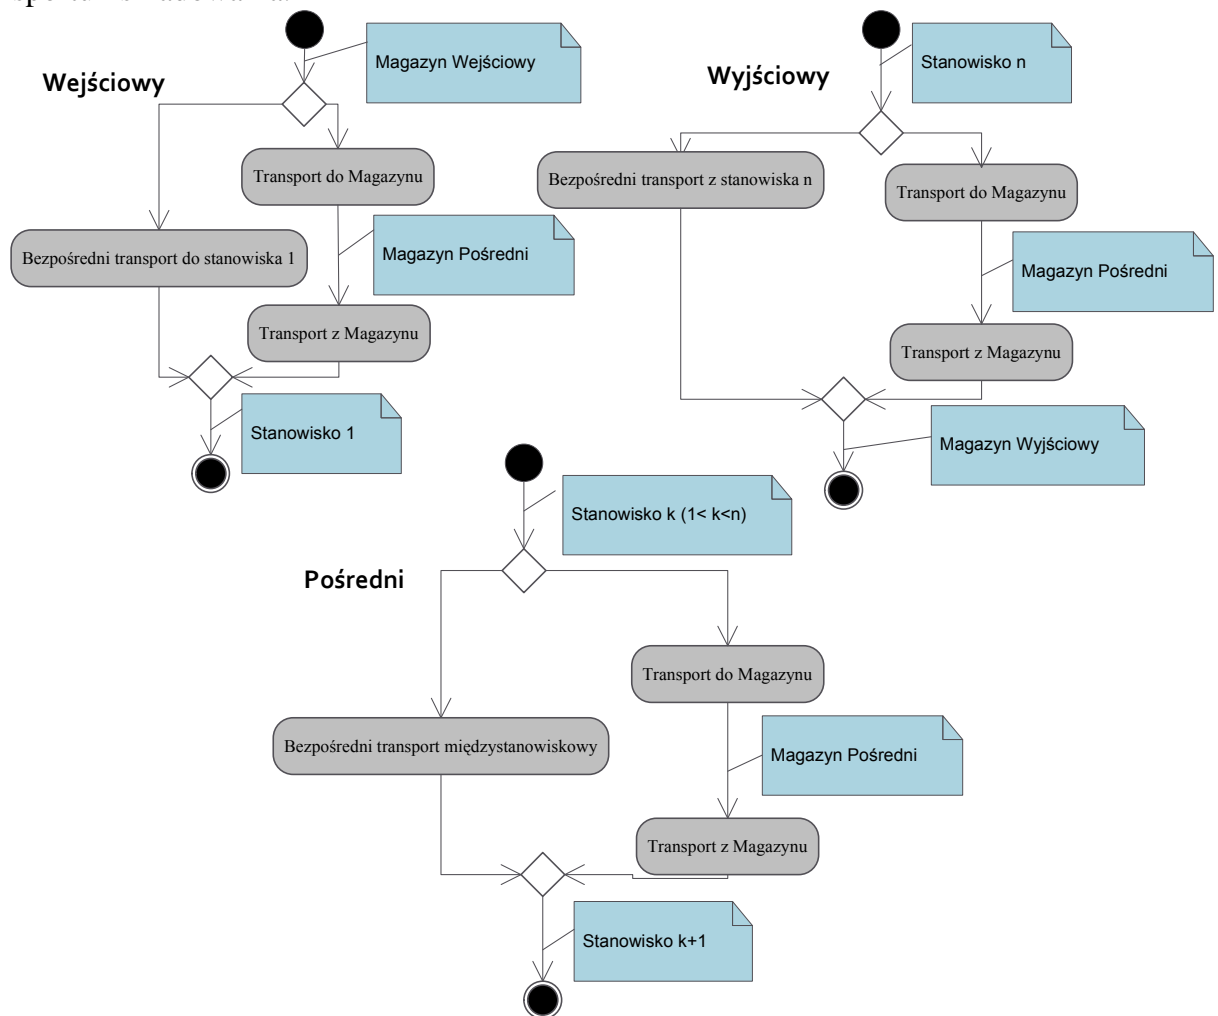 Wejściowy
Magazyn Wejściowy
Transport do Magazynu
Bezpośredni transport do stanowiska 1
Magazyn Pośredni
Transport z Magazynu
Stanowisko 1
Wyjściowy
Stanowisko n
Bezpośredni transport z stanowiska n
Transport do Magazynu
Magazyn Pośredni
Transport z Magazynu
Magazyn Wyjściowy
Pośredni
Stanowisko k (1< k<n)
Transport do Magazynu
Bezpośredni transport międzystanowiskowy
Magazyn Pośredni
Transport z Magazynu
Stanowisko k+1